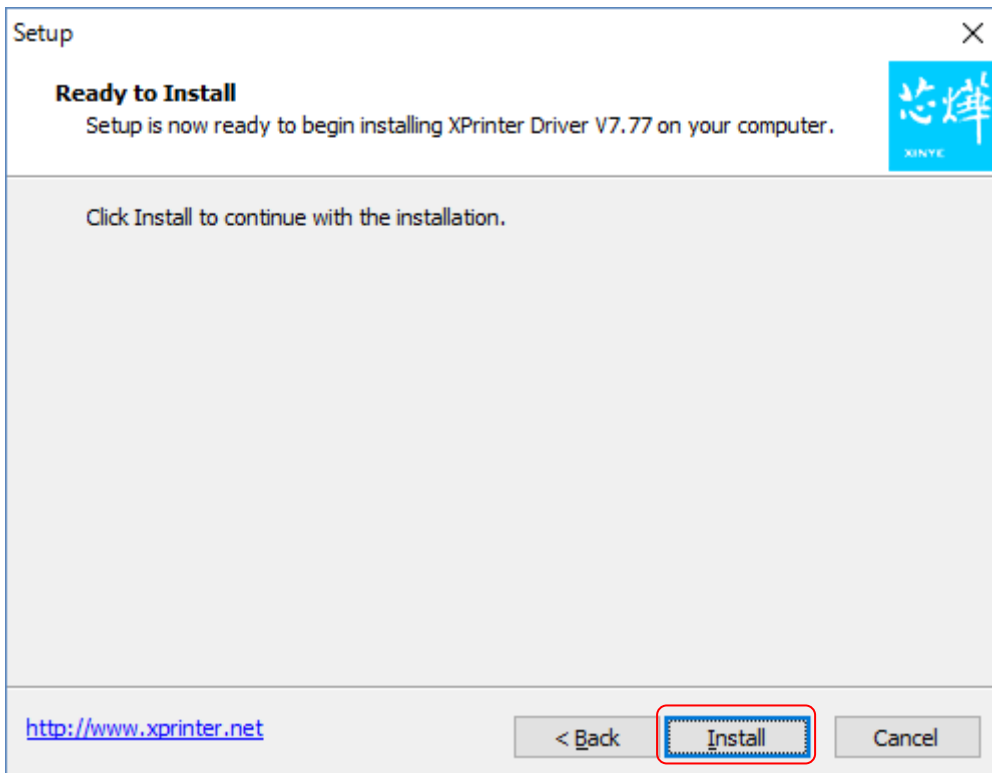 Setup
Ready to Install
Setup is now ready to begin installing XPrinter Driver V7.77 on your computer.
芯烨
XINYE
Click Install to continue with the installation.
http://www.xprinter.net
< Back
Install
Cancel